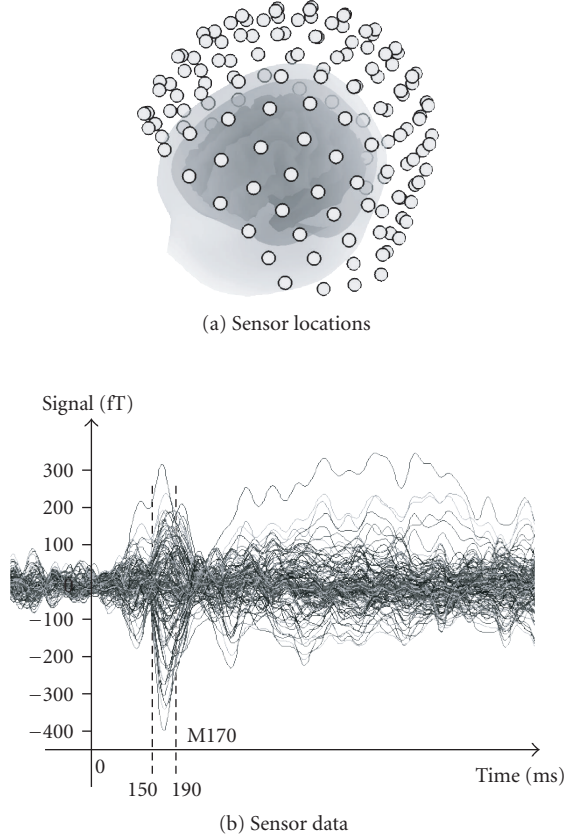 (a) Sensor locations
Signal (fT)
300
200
100
0
−100
−200
−300
−400
M170
0
Time (ms)
150 190
(b) Sensor data